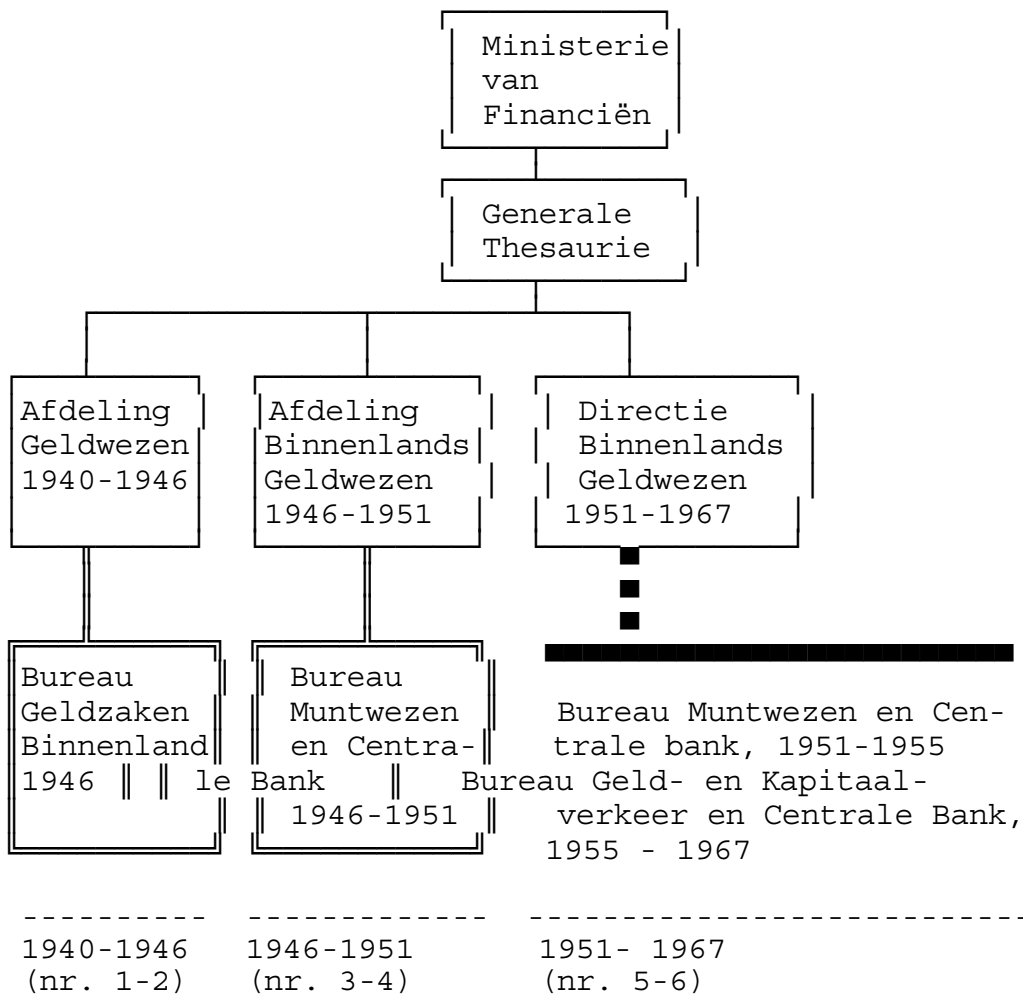 Ministerie
van
Financiën
Generale
Thesaurie
Afdeling
Geldwezen
1940-1946
Afdeling
Binnenlands
Geldwezen
1946-1951
Directie
Binnenlands
Geldwezen
1951-1967
Bureau
Geldzaken
Binnenland
1946
Bureau
Muntwezen
en Centra-
le Bank
1946-1951
Bureau Muntwezen en Cen-
trale bank, 1951-1955
Bureau Geld- en Kapitaal-
verkeer en Centrale Bank,
1955 - 1967
---------- ------------- ---------------------------
1940-1946 1946-1951 1951- 1967
(nr. 1-2) (nr. 3-4) (nr. 5-6)